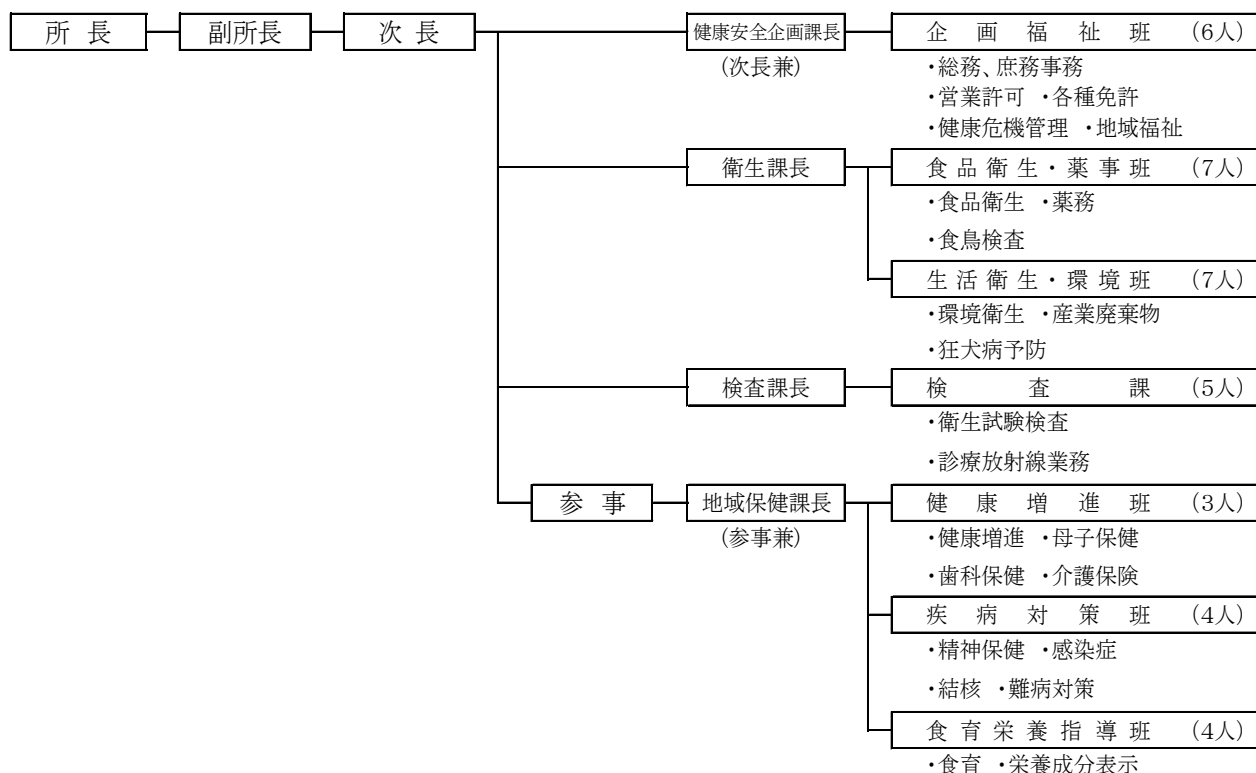 所長 副所長 次長 健康安全企画課長 企画福祉班 (6人)
(次長兼) ・総務、庶務事務
・営業許可 ・各種免許
・健康危機管理 ・地域福祉
衛生課長 食品衛生・薬事班 (7人)
・食品衛生 ・薬務
・食鳥検査
生活衛生・環境班 (7人)
・環境衛生 ・産業廃棄物
・狂犬病予防
検査課長 検査課 (5人)
・衛生試験検査
・診療放射線業務
参事 地域保健課長 健康増進班 (3人)
(参事兼) ・健康増進 ・母子保健
・歯科保健 ・介護保険
疾病対策班 (4人)
・精神保健 ・感染症
・結核 ・難病対策
食育栄養指導班 (4人)
・食育 ・栄養成分表示